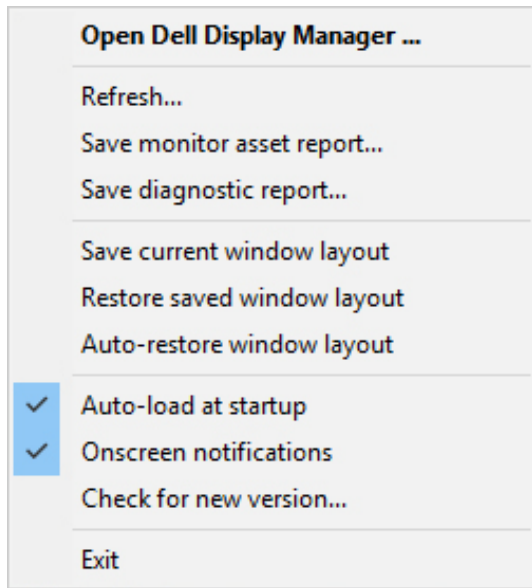 Open Dell Display Manager ...
Refresh...
Save monitor asset report...
Save diagnostic report...
Save current window layout
Restore saved window layout
Auto-restore window layout
Auto-load at startup
Onscreen notifications
Check for new version...
Exit